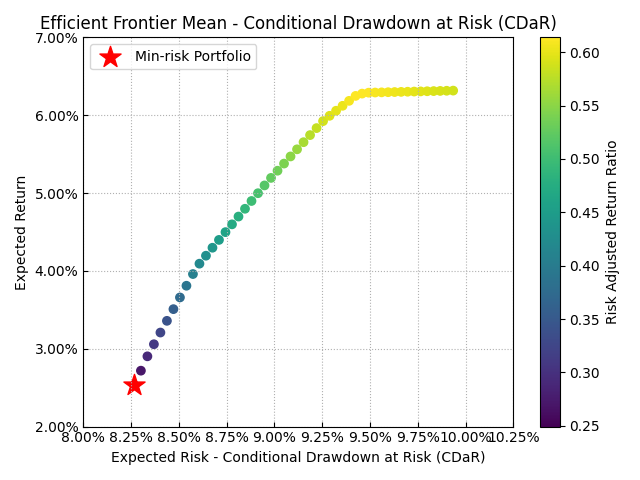 Efficient Frontier Mean - Conditional Drawdown at Risk (CDaR)
Min-risk Portfolio
7.00%
6.00%
5.00%
4.00%
3.00%
2.00%
Expected Return
8.00% 8.25% 8.50% 8.75% 9.00% 9.25% 9.50% 9.75% 10.00% 10.25%
Expected Risk - Conditional Drawdown at Risk (CDaR)
0.60
0.55
0.50
0.45
0.40
0.35
0.30
0.25
Risk Adjusted Return Ratio